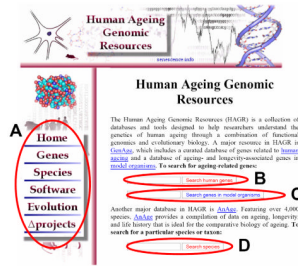 Human Ageing
Genomic
Resources
senescence.info
A
Home
Genes
Species
Software
Evolution
Δprojects
Human Ageing Genomic
Resources
The Human Ageing Genomic Resources (HAGR) is a collection of
databases and tools designed to help researchers understand the
genetics of human ageing through a combination of functional
genomics and evolutionary biology. A major resource in HAGR is
GenAge, which includes a curated database of genes related to human
ageing and a database of ageing- and longevity-associated genes in
model organisms. To search for ageing-related genes:
B
Search human genes
C
Search genes in model organisms
Another major database in HAGR is AnAge. Featuring over 4,000
species, AnAge provides a compilation of data on ageing, longevity,
and life history that is ideal for the comparative biology of ageing. To
search for a particular species or taxon:
Search species
D